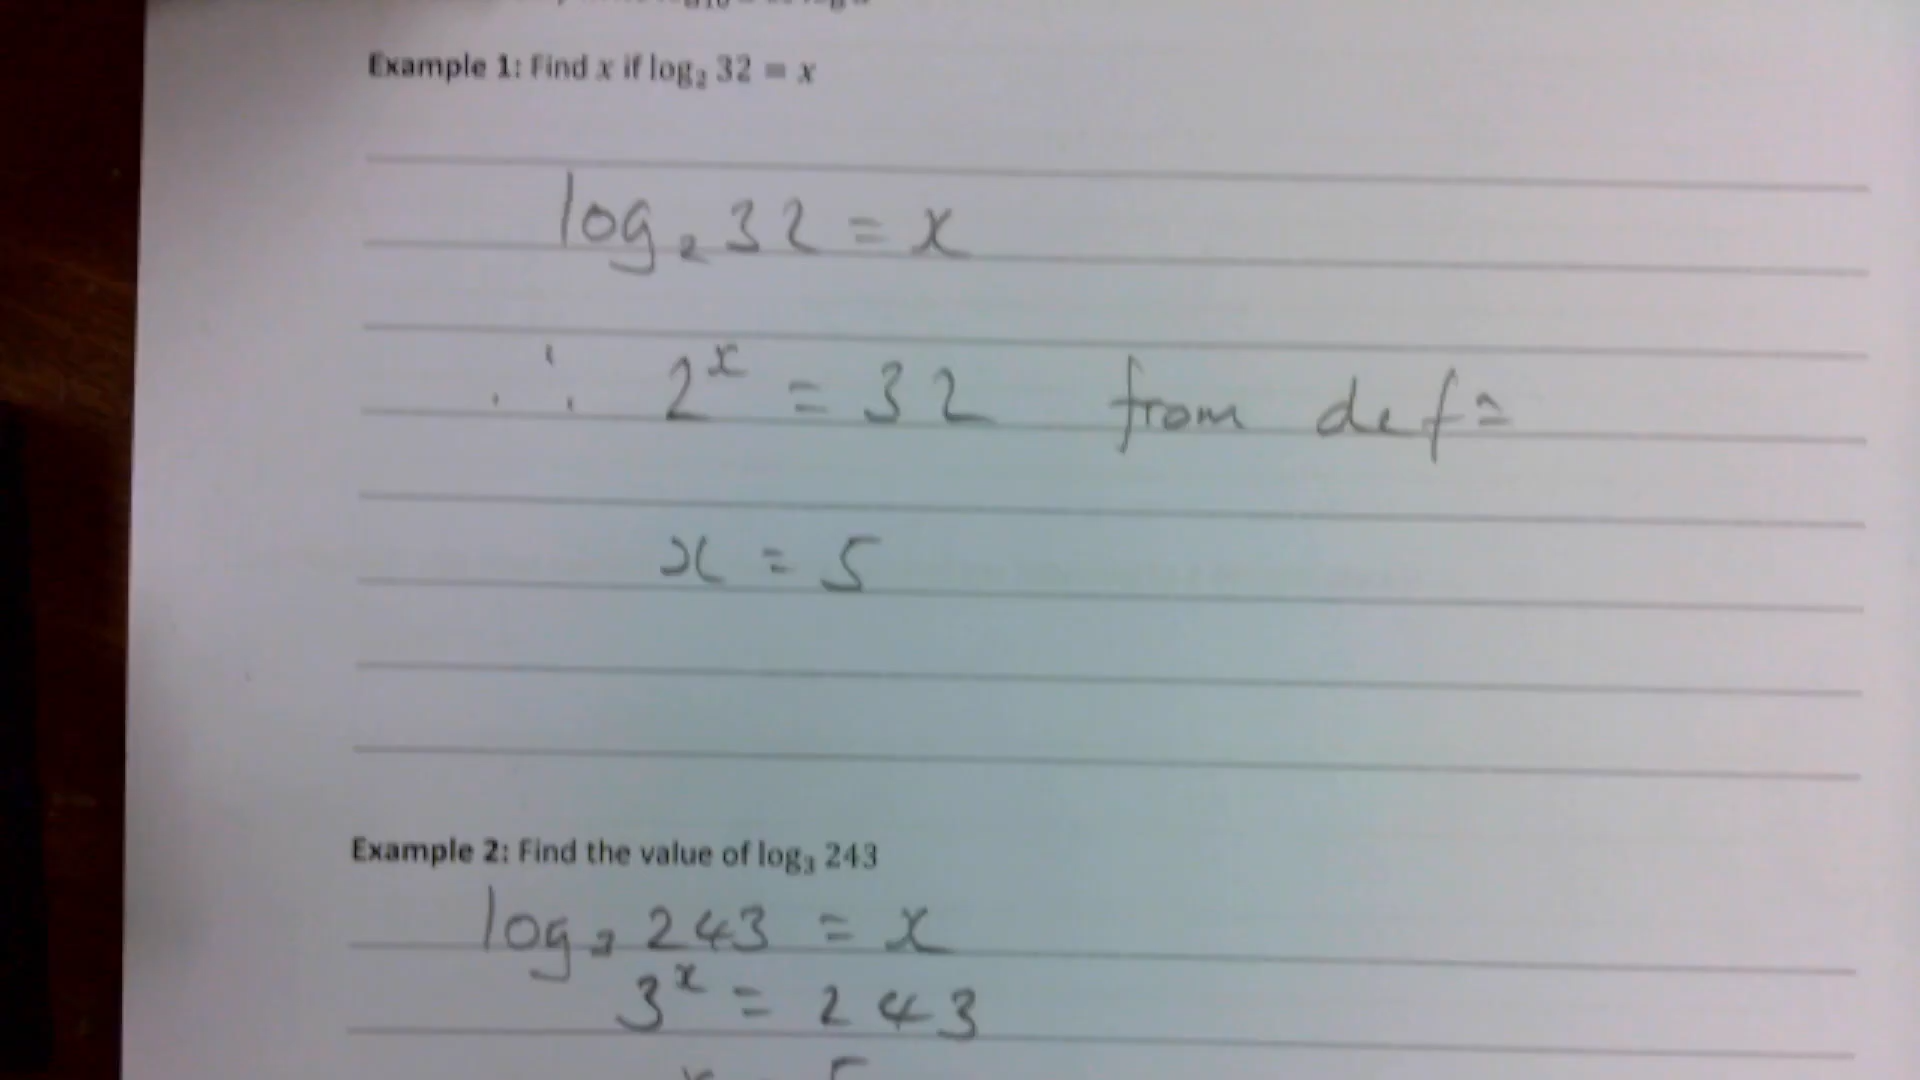 Example 1: Find x if log₂ 32 = x
log₂ 32 = x
∴ 2ˣ = 32 from defⁿ
x = 5
Example 2: Find the value of log₃ 243
log₃ 243 = x
3ˣ = 243